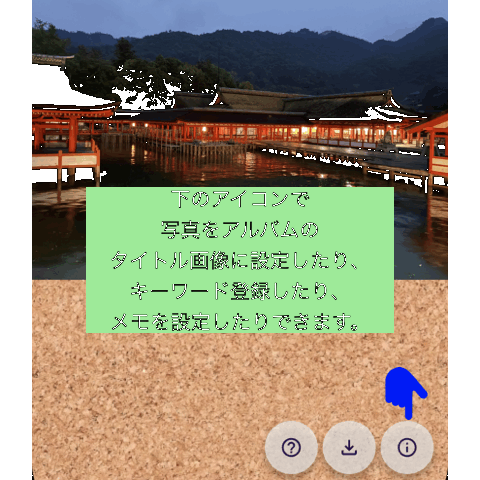 下のアイコンで
写真をアルバムの
タイトル画像に設定したり、
キーワード登録したり、
メモを設定したりできます。